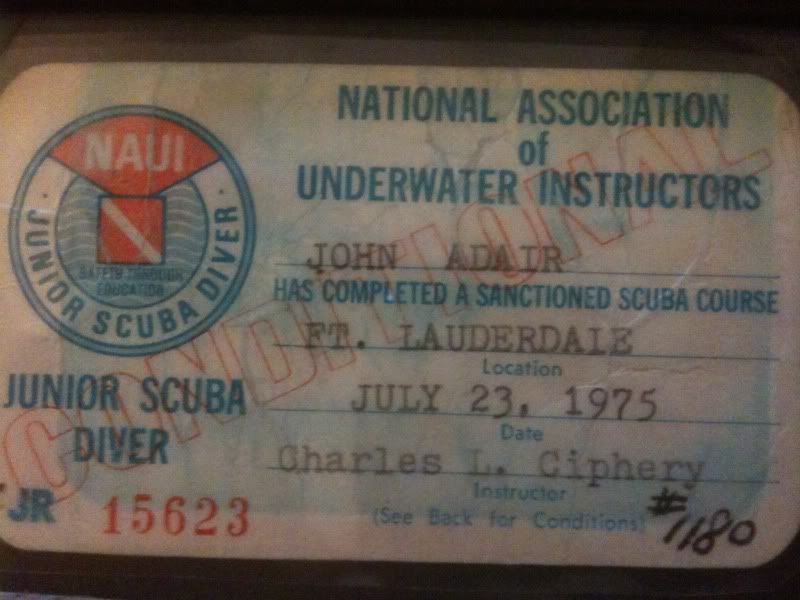 NATIONAL ASSOCIATION
of
UNDERWATER INSTRUCTORS
JOHN ADAIR
HAS COMPLETED A SANCTIONED SCUBA COURSE
FT. LAUDERDALE
Location
JULY 23, 1975
Date
Charles L. Ciphery
Instructor
(See Back for Conditions)
#1180
NAUI
SAFETY THROUGH
EDUCATION
JUNIOR SCUBA DIVER
JUNIOR SCUBA
DIVER
JR 15623
CONDITIONAL